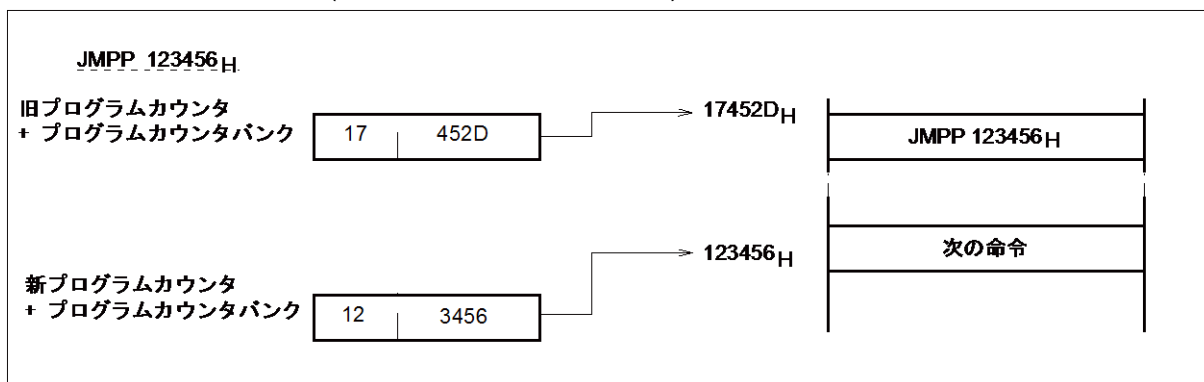 JMPP 123456H
旧プログラムカウンタ
+ プログラムカウンタバンク
17 452D
17452DH
JMPP 123456H
新プログラムカウンタ
+ プログラムカウンタバンク
12 3456
123456H
次の命令